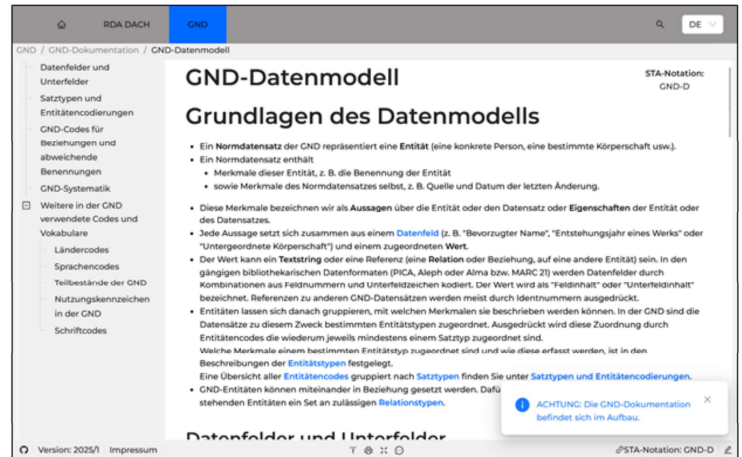 RDA DACH
GND
DE
GND / GND-Dokumentation / GND-Datenmodell
Datenfelder und
Unterfelder
Satztypen und
Entitätencodierungen
GND-Codes für
Beziehungen und
abweichende
Benennungen
GND-Systematik
Weitere in der GND
verwendete Codes und
Vokabulare
Ländercodes
Sprachencodes
Teilbestände der GND
Nutzungskennzeichen
in der GND
Schriftcodes
GND-Datenmodell
STA-Notation:
GND-D
Grundlagen des Datenmodells
• Ein Normdatensatz der GND repräsentiert eine Entität (eine konkrete Person, eine bestimmte Körperschaft usw.).
• Ein Normdatensatz enthält
• Merkmale dieser Entität, z. B. die Benennung der Entität
• sowie Merkmale des Normdatensatzes selbst, z. B. Quelle und Datum der letzten Änderung.
• Diese Merkmale bezeichnen wir als Aussagen über die Entität oder den Datensatz oder Eigenschaften der Entität oder
des Datensatzes.
• Jede Aussage setzt sich zusammen aus einem Datenfeld (z. B. "Bevorzugter Name", "Entstehungsjahr eines Werks" oder
"Untergeordnete Körperschaft") und einem zugeordneten Wert.
• Der Wert kann ein Textstring oder eine Referenz (eine Relation oder Beziehung, auf eine andere Entität) sein. In den
gängigen bibliothekarischen Datenformaten (PICA, Aleph oder Alma bzw. MARC 21) werden Datenfelder durch
Kombinationen aus Feldnummern und Unterfeldzeichen kodiert. Der Wert wird als "Feldinhalt" oder "Unterfeldinhalt"
bezeichnet. Referenzen zu anderen GND-Datensätzen werden meist durch Identnummern ausgedrückt.
• Entitäten lassen sich danach gruppieren, mit welchen Merkmalen sie beschrieben werden können. In der GND sind die
Datensätze zu diesem Zweck bestimmten Entitätstypen zugeordnet. Ausgedrückt wird diese Zuordnung durch
Entitätencodes die wiederum jeweils mindestens einem Satztyp zugeordnet sind.
Welche Merkmale einem bestimmten Entitätstyp zugeordnet sind und wie diese erfasst werden, ist in den
Beschreibungen der Entitätstypen festgelegt.
Eine Übersicht aller Entitätencodes gruppiert nach Satztypen finden Sie unter Satztypen und Entitätencodierungen.
• GND-Entitäten können miteinander in Beziehung gesetzt werden. Dafü
stehenden Entitäten ein Set an zulässigen Relationstypen.
ACHTUNG: Die GND-Dokumentation
befindet sich im Aufbau.
Datenfelder und Unterfelder
Version: 2025/1 Impressum
STA-Notation: GND-D